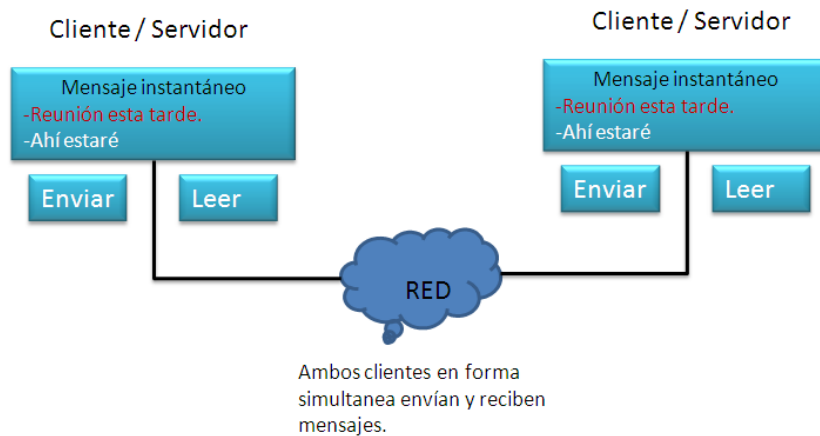 Cliente / Servidor
Mensaje instantáneo
-Reunión esta tarde.
-Ahí estaré
Enviar
Leer
Cliente / Servidor
Mensaje instantáneo
-Reunión esta tarde.
-Ahí estaré
Enviar
Leer
RED
Ambos clientes en forma
simultanea envían y reciben
mensajes.